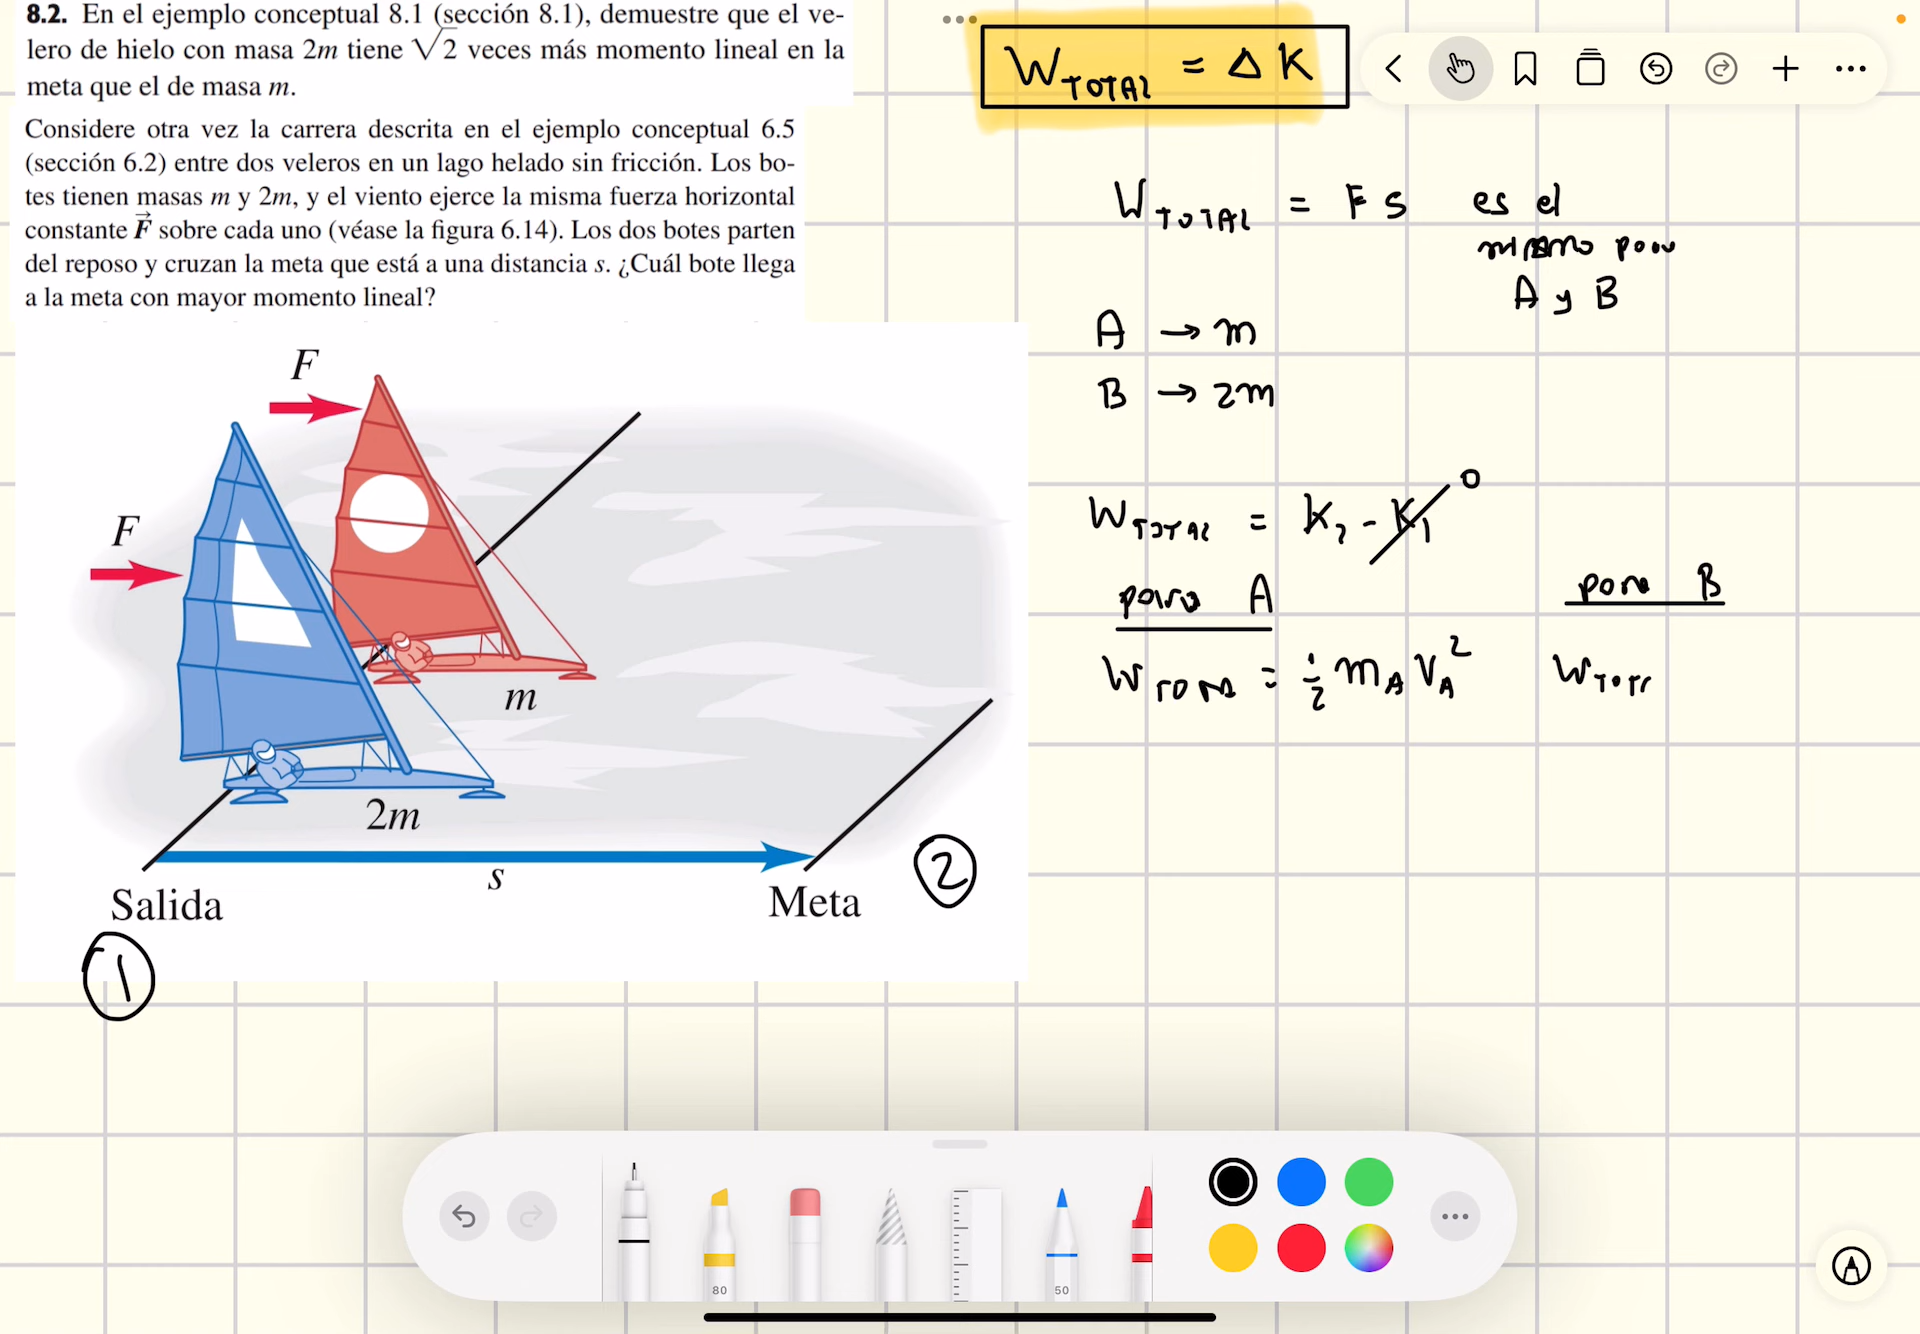 8.2. En el ejemplo conceptual 8.1 (sección 8.1), demuestre que el ve-
lero de hielo con masa 2m tiene √2 veces más momento lineal en la
meta que el de masa m.
Considere otra vez la carrera descrita en el ejemplo conceptual 6.5
(sección 6.2) entre dos veleros en un lago helado sin fricción. Los bo-
tes tienen masas m y 2m, y el viento ejerce la misma fuerza horizontal
constante F⃗ sobre cada uno (véase la figura 6.14). Los dos botes parten
del reposo y cruzan la meta que está a una distancia s. ¿Cuál bote llega
a la meta con mayor momento lineal?
F
F
m
2m
s
Salida
Meta
1
2
W TOTAL = Δ K
W TOTAL = F s es el
mismo para
A y B
A → m
B → 2m
W TOTAL = K₂ - K₁ 0
para A
W TOTAL = ½ m_A V_A²
para B
W
80
50